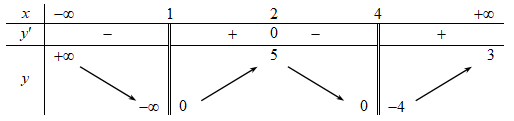 x −∞ 1 2 4 +∞
y' − + 0 − +
+∞ 5 3
y
−∞ 0 0 −4